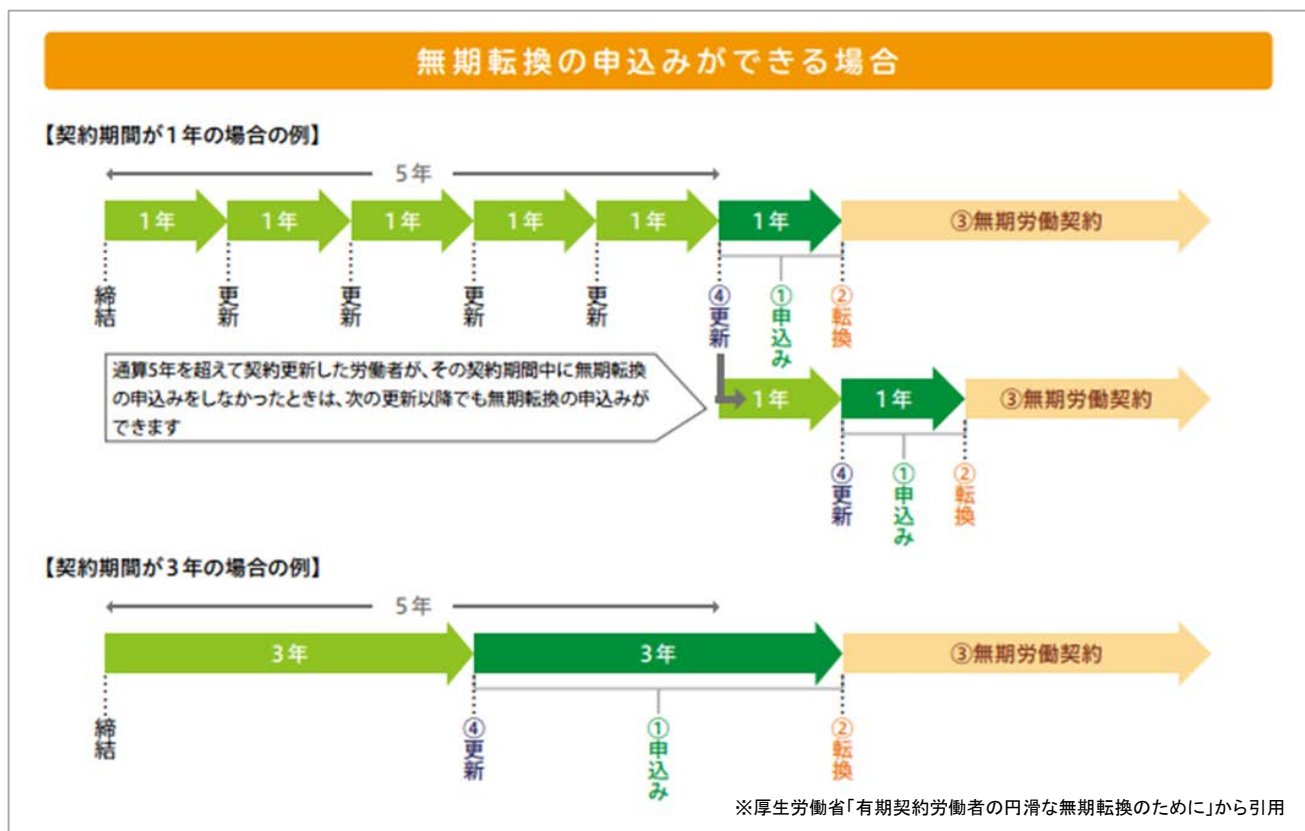 無期転換の申込みができる場合
【契約期間が1年の場合の例】
5年
1年 1年 1年 1年 1年 1年 ③無期労働契約
締結 更新 更新 更新 更新 ④更新 ①申込み ②転換
通算5年を超えて契約更新した労働者が、その契約期間中に無期転換
の申込みをしなかったときは、次の更新以降でも無期転換の申込みが
できます
1年 1年 ③無期労働契約
④更新 ①申込み ②転換
【契約期間が3年の場合の例】
5年
3年 3年 ③無期労働契約
締結 ④更新 ①申込み ②転換
※厚生労働省「有期契約労働者の円滑な無期転換のために」から引用